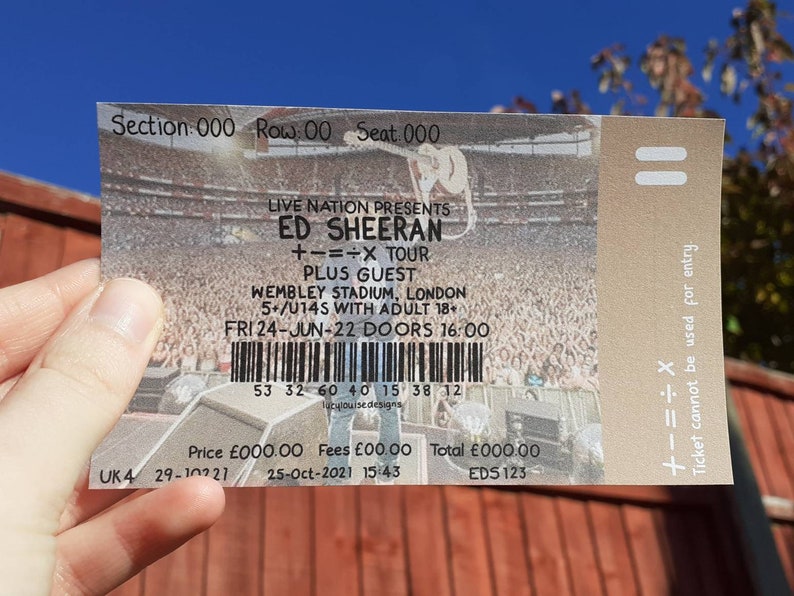 Section:000 Row:00 Seat:000
LIVE NATION PRESENTS
ED SHEERAN
+-=÷x TOUR
PLUS GUEST
WEMBLEY STADIUM, LONDON
5+/U14S WITH ADULT 18+
FRI 24-JUN-22 DOORS 16:00
53 32 60 40 15 38 12
lucylouisedesigns
Price £000.00 Fees £00.00 Total £000.00
UK4 29-10221 25-Oct-2021 15:43 EDS123
=
+-=÷x
Ticket cannot be used for entry